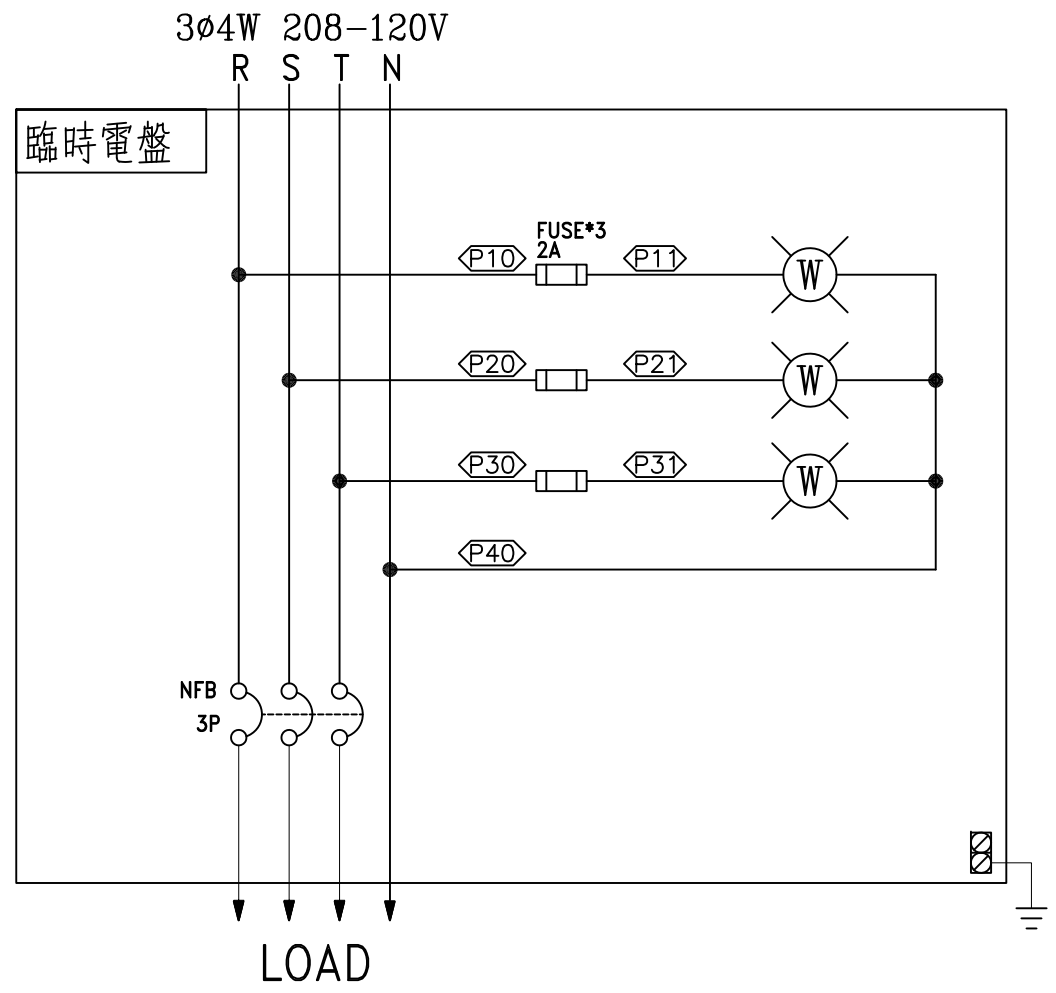 3ø4W 208-120V
R S T N
臨時電盤
FUSE*3
2A
P10 P11 W
P20 P21 W
P30 P31 W
P40
NFB
3P
LOAD